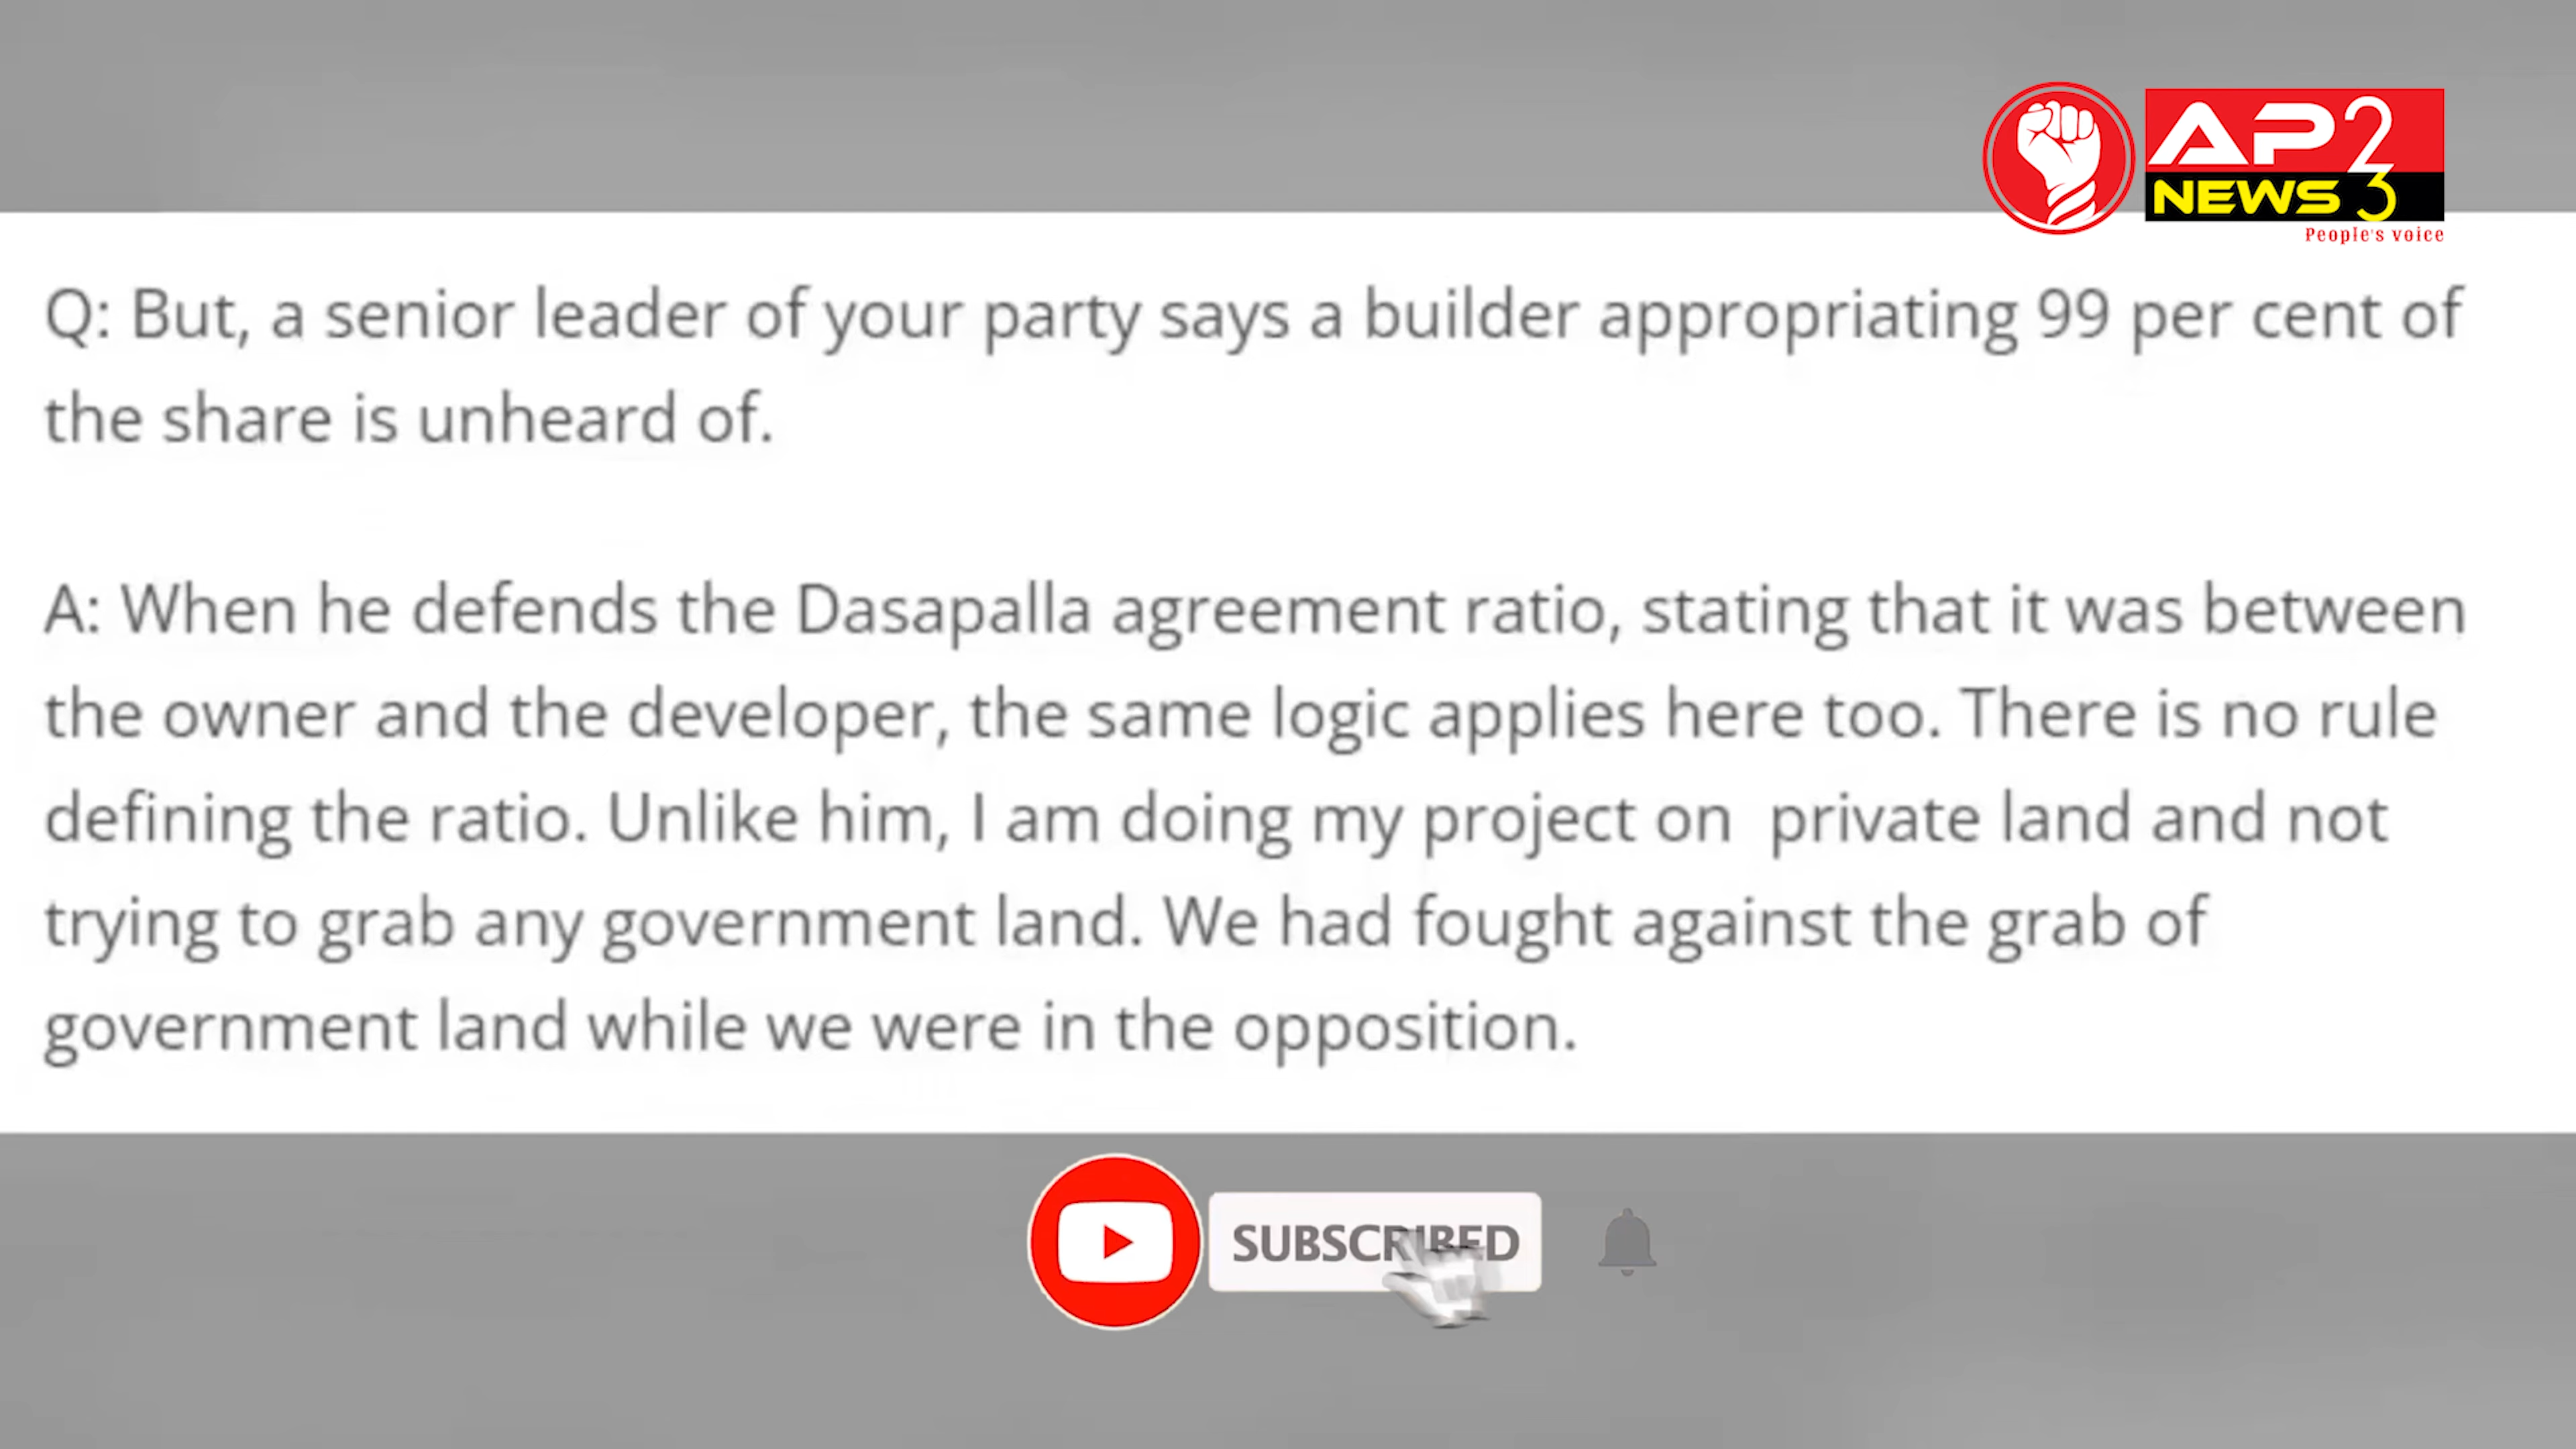 AP2
NEWS3
People's voice
Q: But, a senior leader of your party says a builder appropriating 99 per cent of
the share is unheard of.
A: When he defends the Dasapalla agreement ratio, stating that it was between
the owner and the developer, the same logic applies here too. There is no rule
defining the ratio. Unlike him, I am doing my project on  private land and not
trying to grab any government land. We had fought against the grab of
government land while we were in the opposition.
SUBSCRIBED